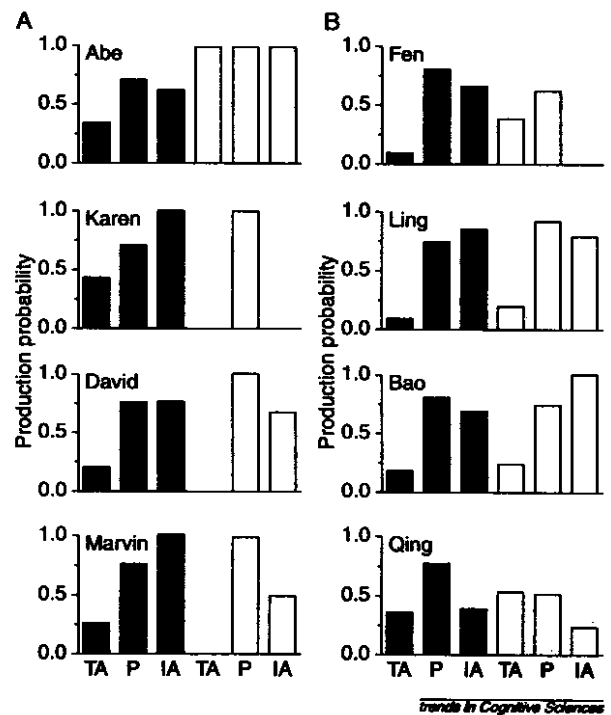 A
Production probability
1.0
0.5
0.0
Abe
1.0
0.5
0.0
Karen
1.0
0.5
0.0
David
1.0
0.5
0.0
Marvin
TA P IA TA P IA
B
Production probability
1.0
0.5
0.0
Fen
1.0
0.5
0.0
Ling
1.0
0.5
0.0
Bao
1.0
0.5
0.0
Qing
TA P IA TA P IA
trends in Cognitive Sciences